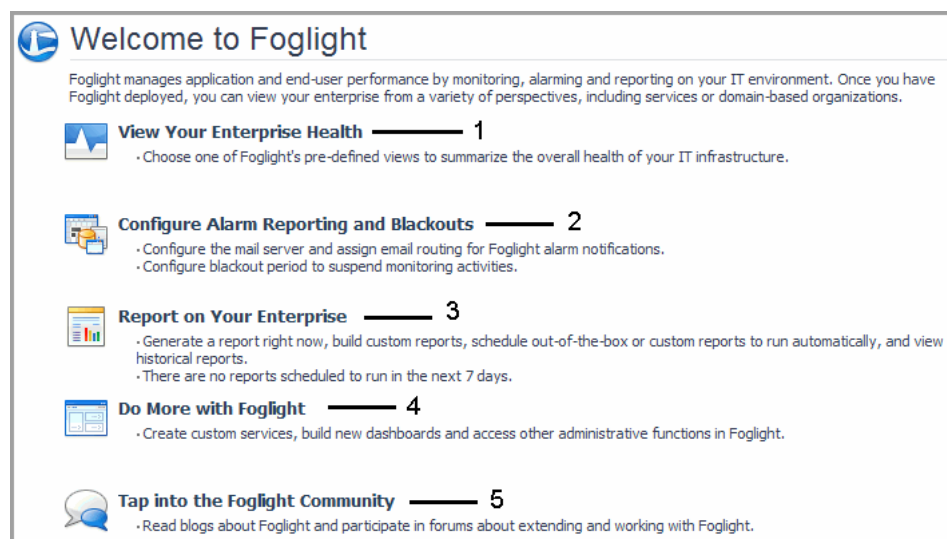 Welcome to Foglight
Foglight manages application and end-user performance by monitoring, alarming and reporting on your IT environment. Once you have
Foglight deployed, you can view your enterprise from a variety of perspectives, including services or domain-based organizations.
View Your Enterprise Health 1
· Choose one of Foglight's pre-defined views to summarize the overall health of your IT infrastructure.
Configure Alarm Reporting and Blackouts 2
· Configure the mail server and assign email routing for Foglight alarm notifications.
· Configure blackout period to suspend monitoring activities.
Report on Your Enterprise 3
· Generate a report right now, build custom reports, schedule out-of-the-box or custom reports to run automatically, and view
historical reports.
· There are no reports scheduled to run in the next 7 days.
Do More with Foglight 4
· Create custom services, build new dashboards and access other administrative functions in Foglight.
Tap into the Foglight Community 5
· Read blogs about Foglight and participate in forums about extending and working with Foglight.